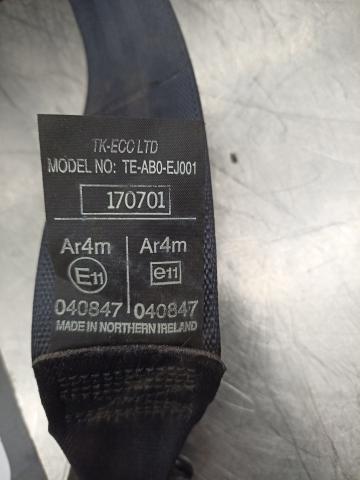 TK-ECC LTD
MODEL NO: TE-AB0-EJ001
170701
Ar4m Ar4m
E11 e11
040847 040847
MADE IN NORTHERN IRELAND